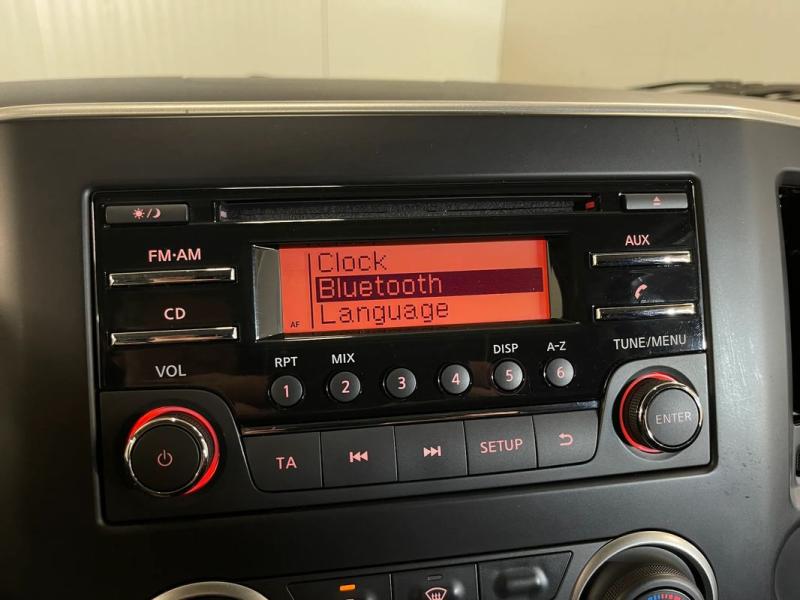 FM·AM
CD
VOL
Clock
Bluetooth
Language
AF
AUX
TUNE/MENU
RPT MIX DISP A-Z
1 2 3 4 5 6
TA SETUP ENTER